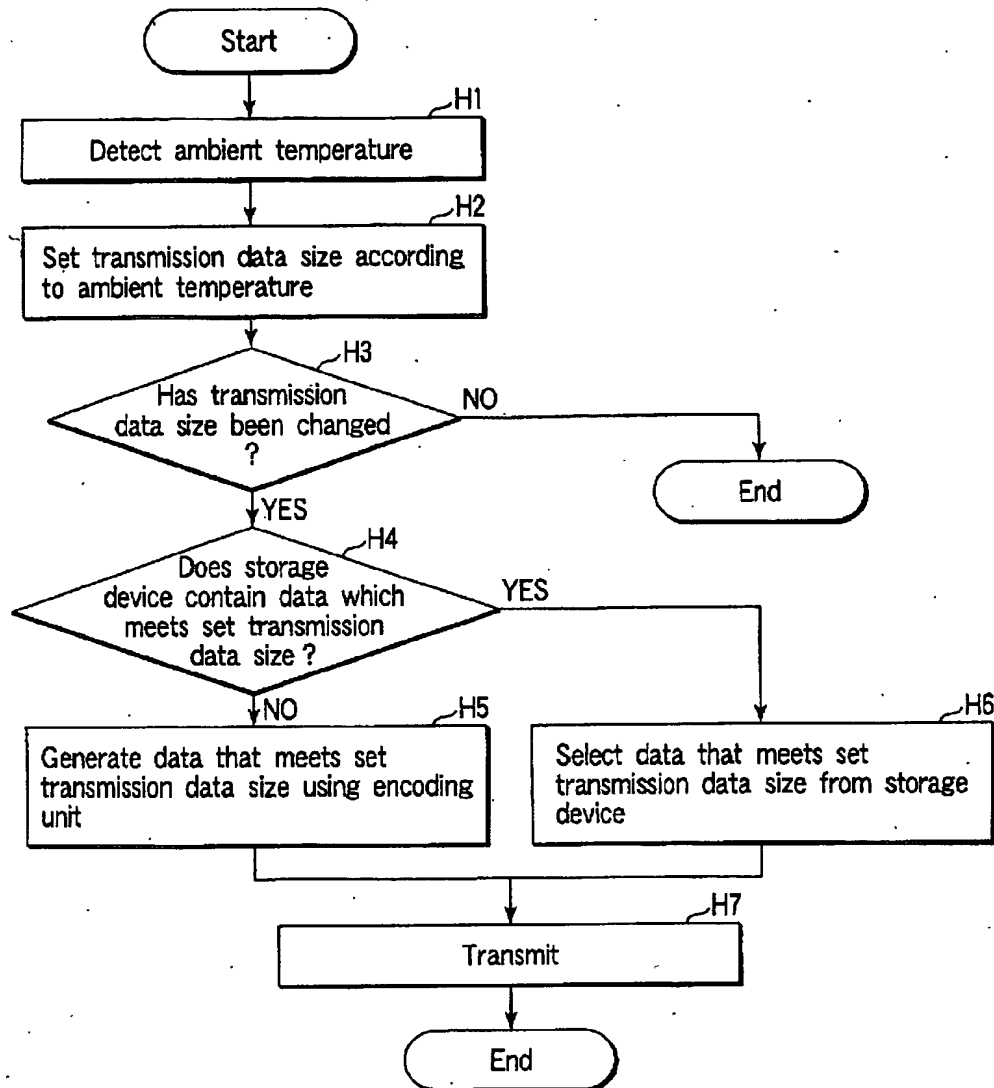 Start
H1
Detect ambient temperature
H2
Set transmission data size according
to ambient temperature
H3
Has transmission
data size been changed
?
NO
End
YES
H4
Does storage
device contain data which
meets set transmission
data size ?
YES
NO
H5
Generate data that meets set
transmission data size using encoding
unit
H6
Select data that meets set
transmission data size from storage
device
H7
Transmit
End